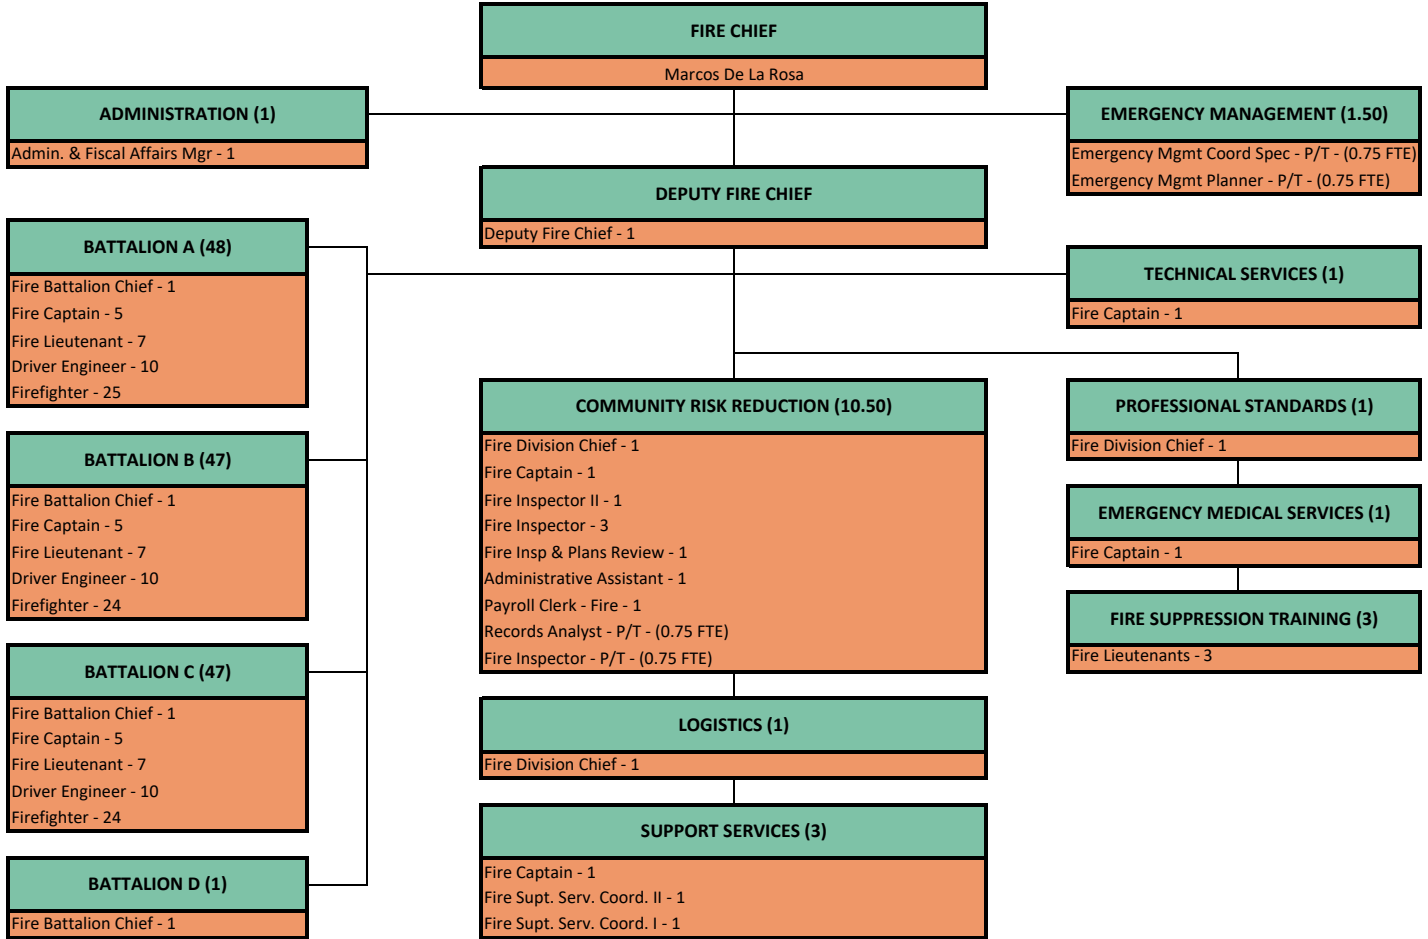 FIRE CHIEF
Marcos De La Rosa
ADMINISTRATION (1)
Admin. & Fiscal Affairs Mgr - 1
EMERGENCY MANAGEMENT (1.50)
Emergency Mgmt Coord Spec - P/T - (0.75 FTE)
Emergency Mgmt Planner - P/T - (0.75 FTE)
DEPUTY FIRE CHIEF
Deputy Fire Chief - 1
BATTALION A (48)
Fire Battalion Chief - 1
Fire Captain - 5
Fire Lieutenant - 7
Driver Engineer - 10
Firefighter - 25
TECHNICAL SERVICES (1)
Fire Captain - 1
BATTALION B (47)
Fire Battalion Chief - 1
Fire Captain - 5
Fire Lieutenant - 7
Driver Engineer - 10
Firefighter - 24
COMMUNITY RISK REDUCTION (10.50)
Fire Division Chief - 1
Fire Captain - 1
Fire Inspector II - 1
Fire Inspector - 3
Fire Insp & Plans Review - 1
Administrative Assistant - 1
Payroll Clerk - Fire - 1
Records Analyst - P/T - (0.75 FTE)
Fire Inspector - P/T - (0.75 FTE)
PROFESSIONAL STANDARDS (1)
Fire Division Chief - 1
EMERGENCY MEDICAL SERVICES (1)
Fire Captain - 1
FIRE SUPPRESSION TRAINING (3)
Fire Lieutenants - 3
BATTALION C (47)
Fire Battalion Chief - 1
Fire Captain - 5
Fire Lieutenant - 7
Driver Engineer - 10
Firefighter - 24
LOGISTICS (1)
Fire Division Chief - 1
SUPPORT SERVICES (3)
Fire Captain - 1
Fire Supt. Serv. Coord. II - 1
Fire Supt. Serv. Coord. I - 1
BATTALION D (1)
Fire Battalion Chief - 1